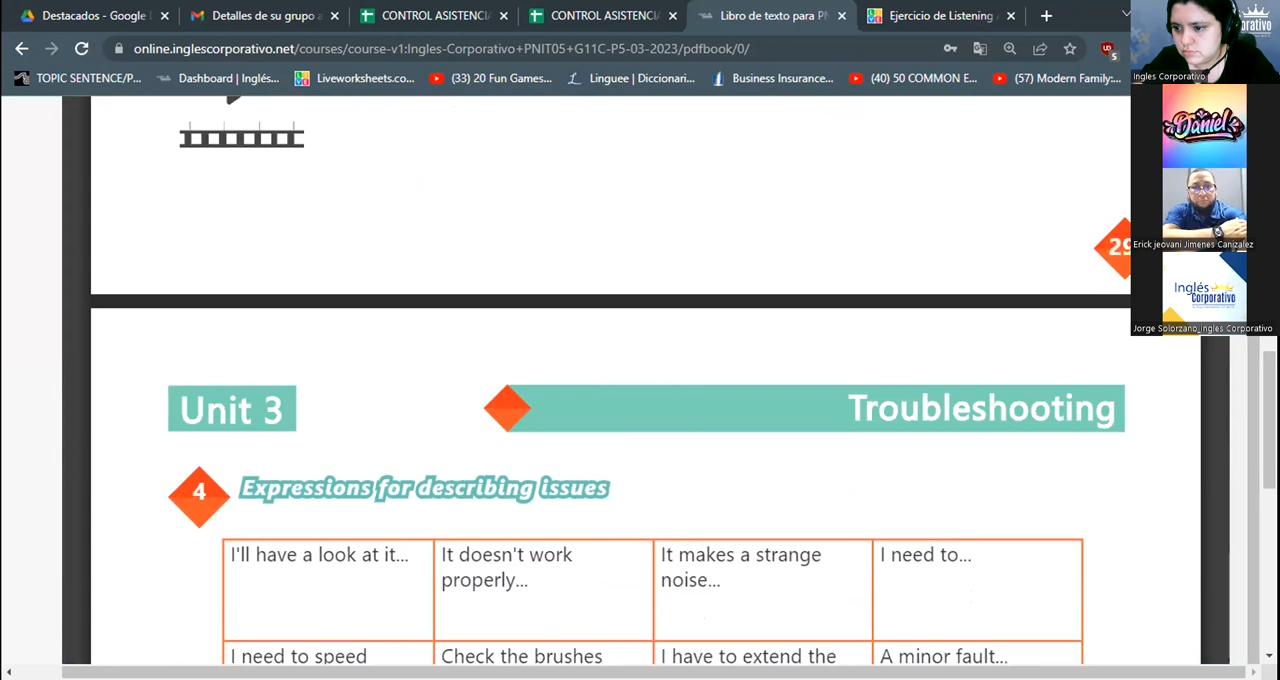 Destacados - Google
Detalles de su grupo a
CONTROL ASISTENCI
CONTROL ASISTENCI
Libro de texto para PN
Ejercicio de Listening
online.inglescorporativo.net/courses/course-v1:Ingles-Corporativo+PNIT05+G11C-P5-03-2023/pdfbook/0/
TOPIC SENTENCE/P...
Dashboard | Inglés...
Liveworksheets.co...
(33) 20 Fun Games...
Linguee | Diccionari...
Business Insurance...
(40) 50 COMMON E...
(57) Modern Family:...
Ingles Corporativo
Daniel
Erick jeovani Jimenes Canizalez
Inglés
Corporativo
Jorge Solorzano_Ingles Corporativo
29
Unit 3
Troubleshooting
4 Expressions for describing issues
I'll have a look at it...
It doesn't work
properly...
It makes a strange
noise...
I need to...
I need to speed
Check the brushes
I have to extend the
A minor fault...